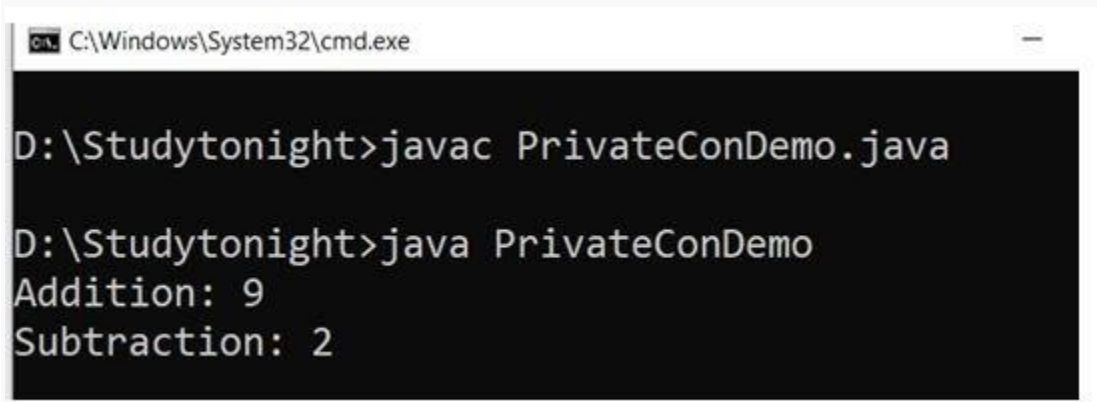 C:\Windows\System32\cmd.exe
D:\Studytonight>javac PrivateConDemo.java
D:\Studytonight>java PrivateConDemo
Addition: 9
Subtraction: 2